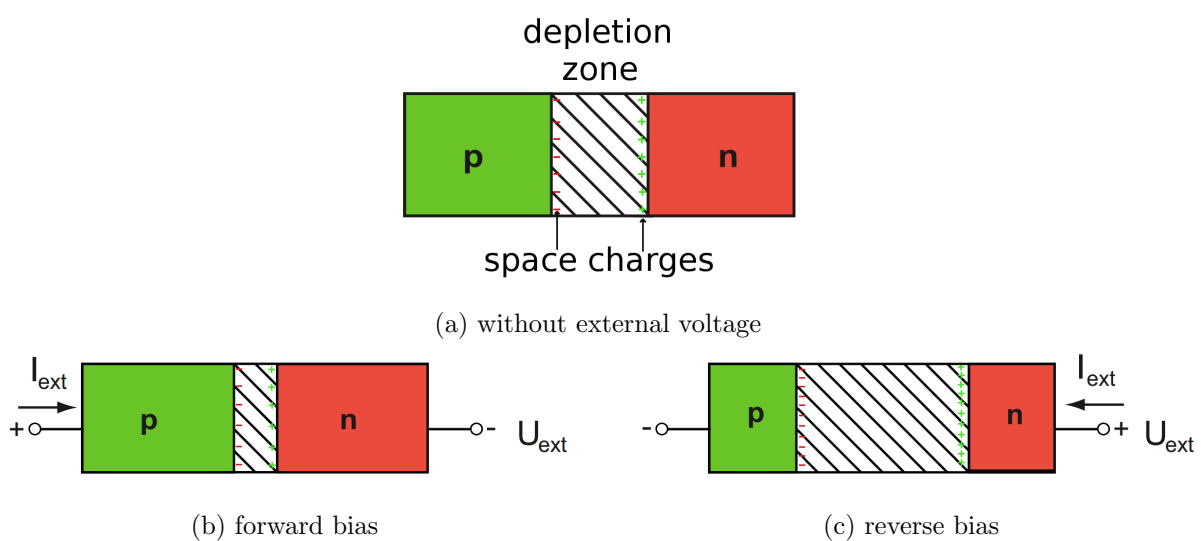 depletion
zone
p
n
space charges
(a) without external voltage
Iext
p
n
+
-
Uext
(b) forward bias
Iext
p
n
-
+
Uext
(c) reverse bias